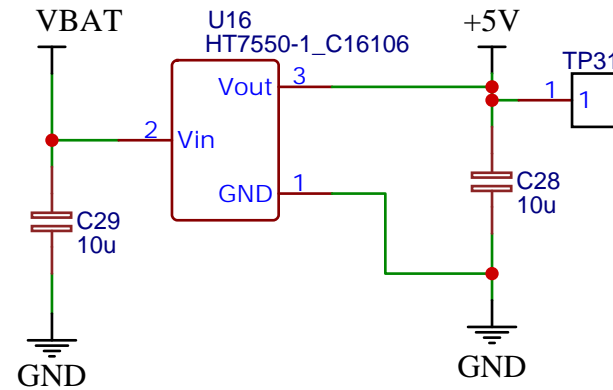 VBAT
U16
HT7550-1_C16106
+5V
TP31
Vout
3
1
1
2
Vin
GND
1
C29
10u
C28
10u
GND
GND